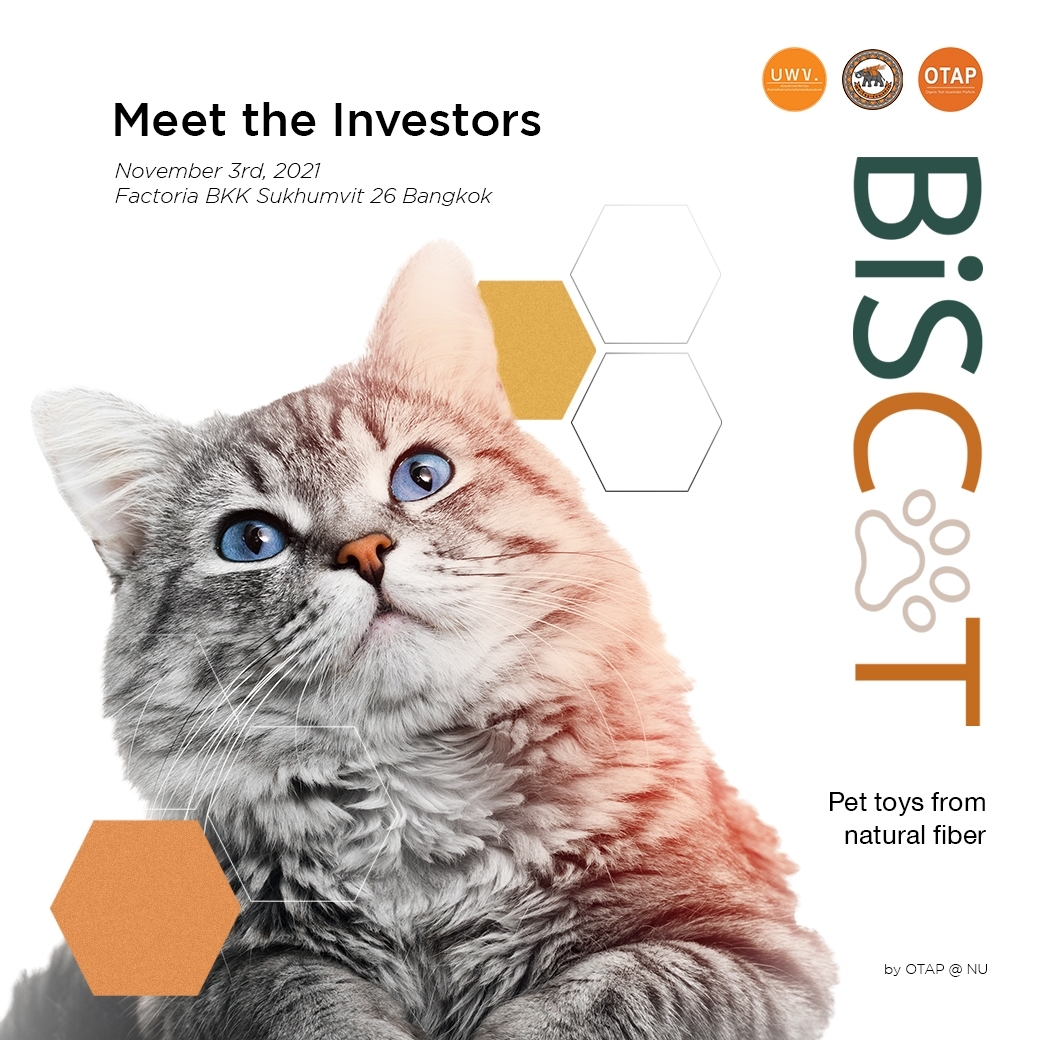 UWV.
OTAP
Meet the Investors
November 3rd, 2021
Factoria BKK Sukhumvit 26 Bangkok
BiSC T
Pet toys from
natural fiber
by OTAP @ NU